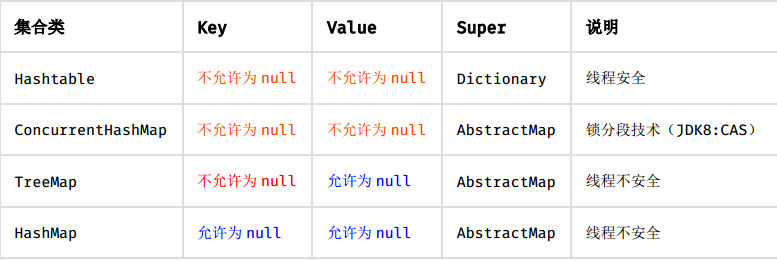 集合类 Key Value Super 说明
Hashtable 不允许为 null 不允许为 null Dictionary 线程安全
ConcurrentHashMap 不允许为 null 不允许为 null AbstractMap 锁分段技术（JDK8:CAS）
TreeMap 不允许为 null 允许为 null AbstractMap 线程不安全
HashMap 允许为 null 允许为 null AbstractMap 线程不安全